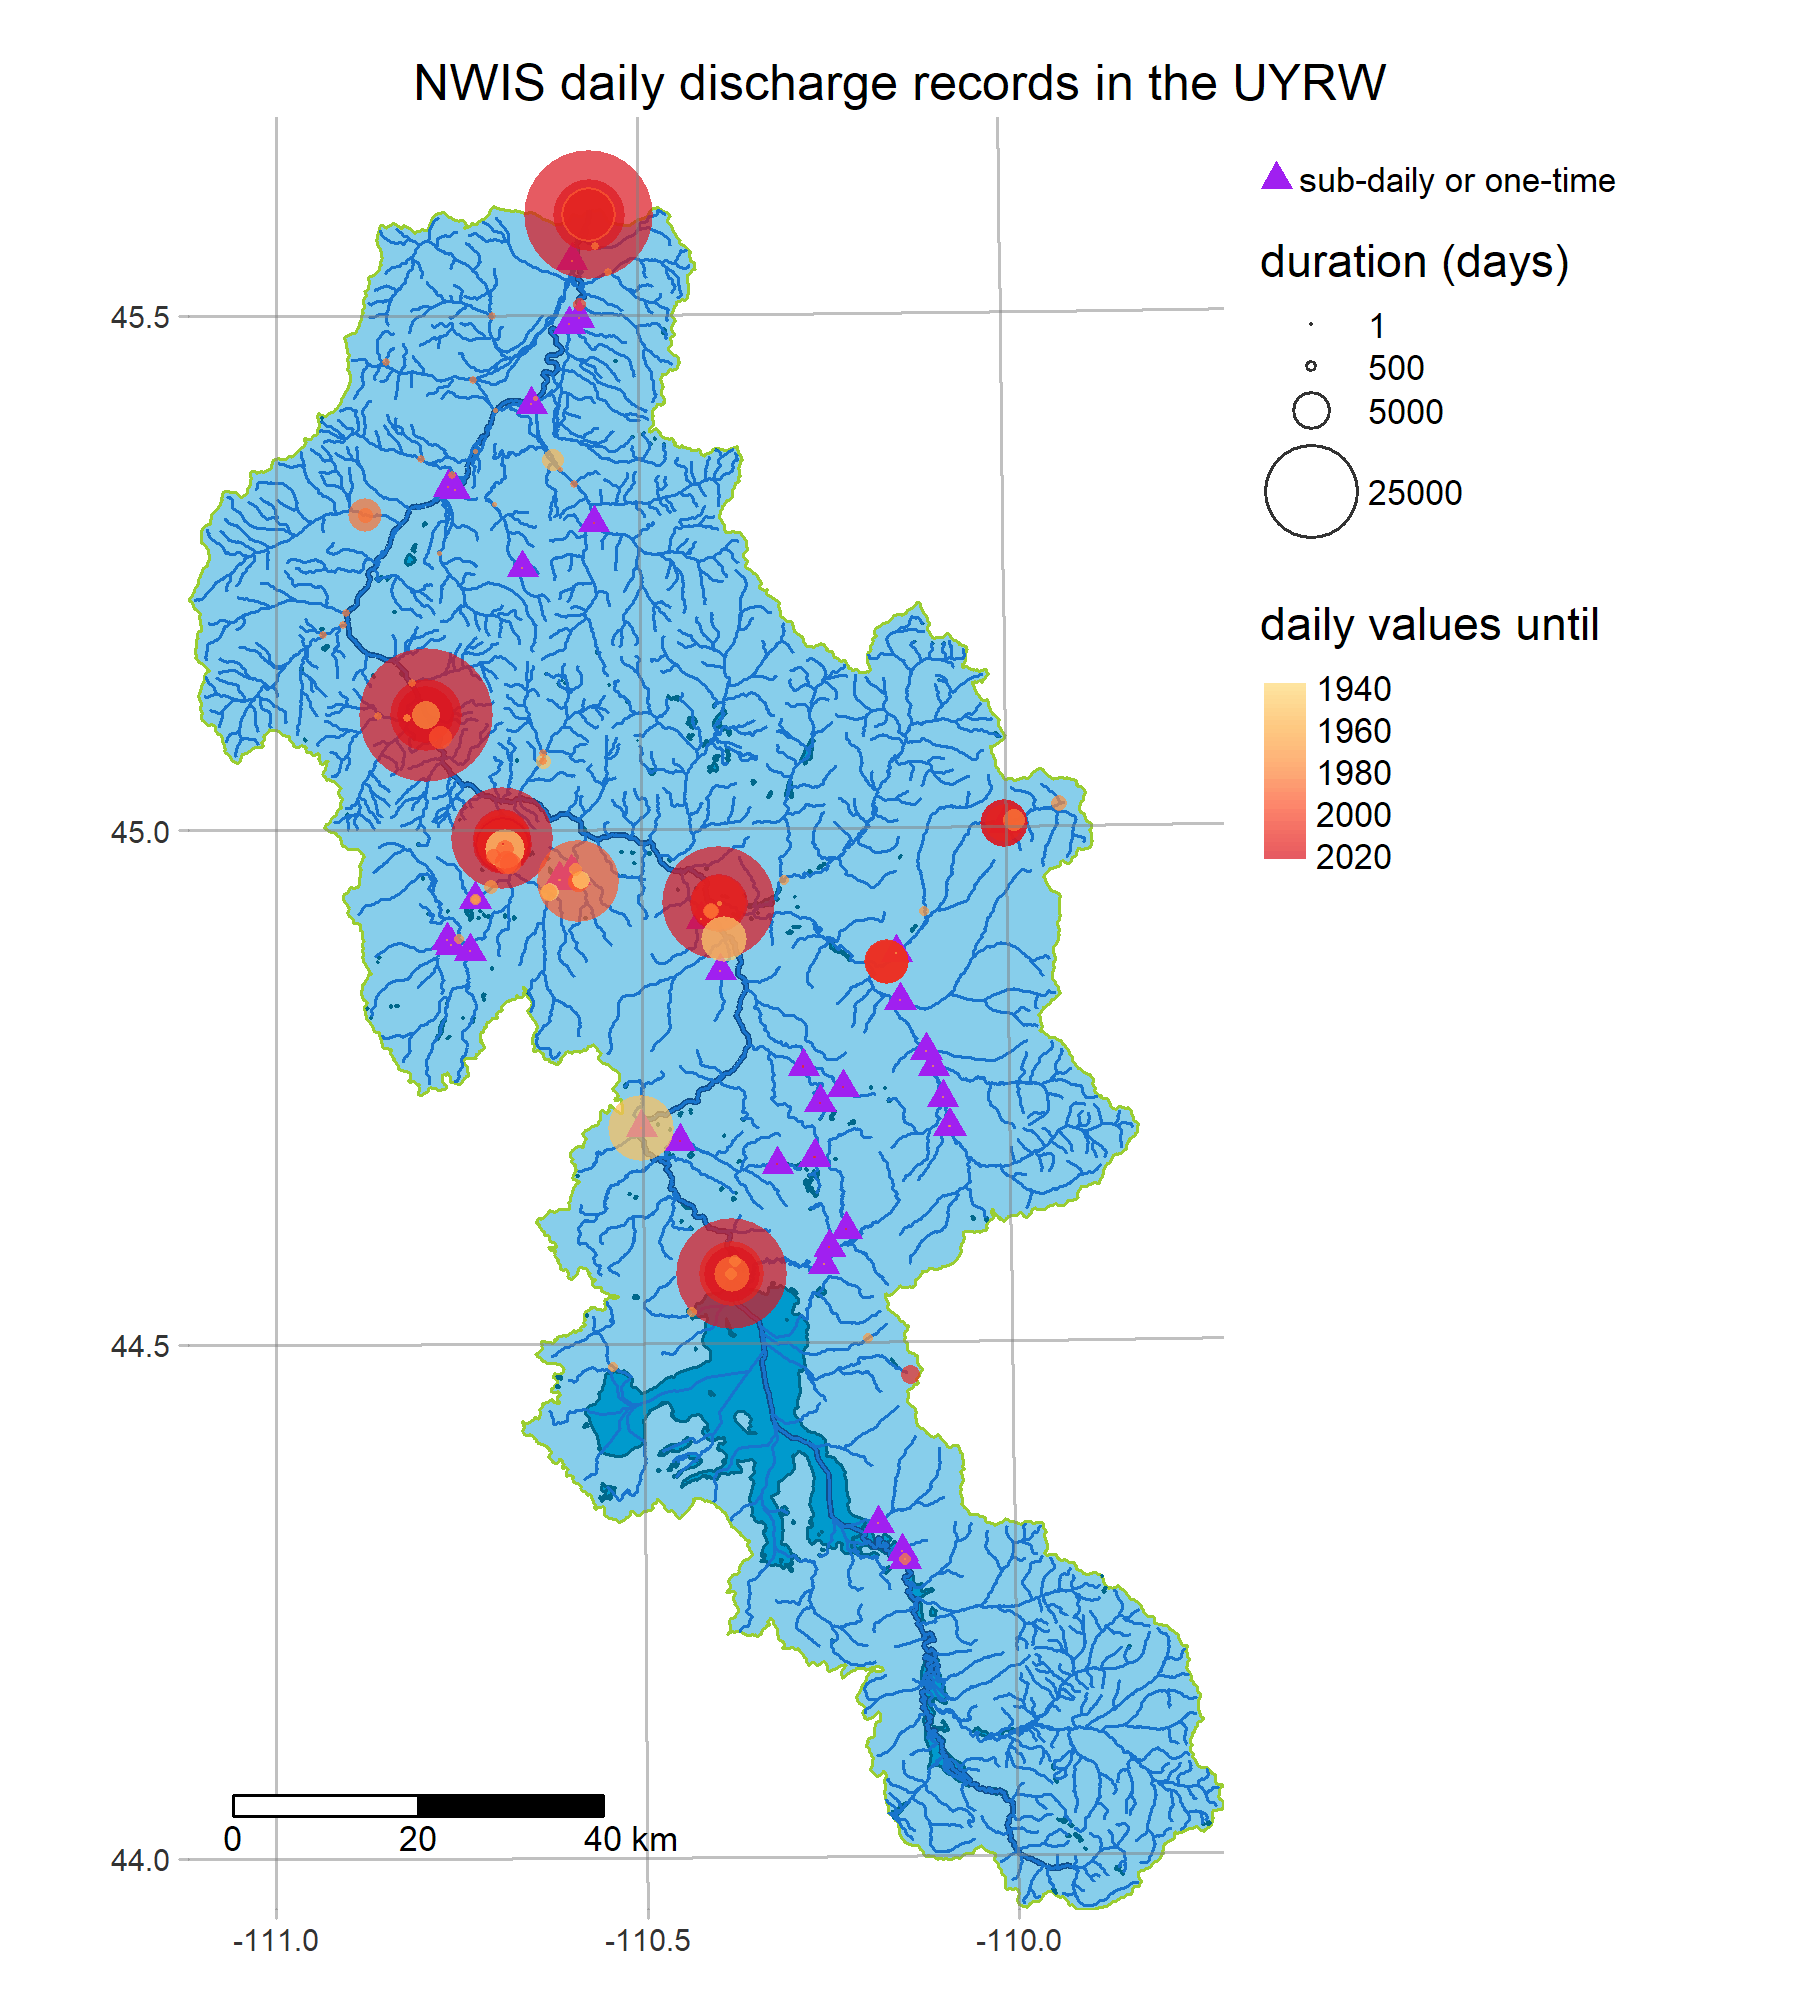 NWIS daily discharge records in the UYRW
sub-daily or one-time
duration (days)
1
500
5000
25000
daily values until
1940
1960
1980
2000
2020
45.5
45.0
44.5
44.0
0 20 40 km
-111.0 -110.5 -110.0